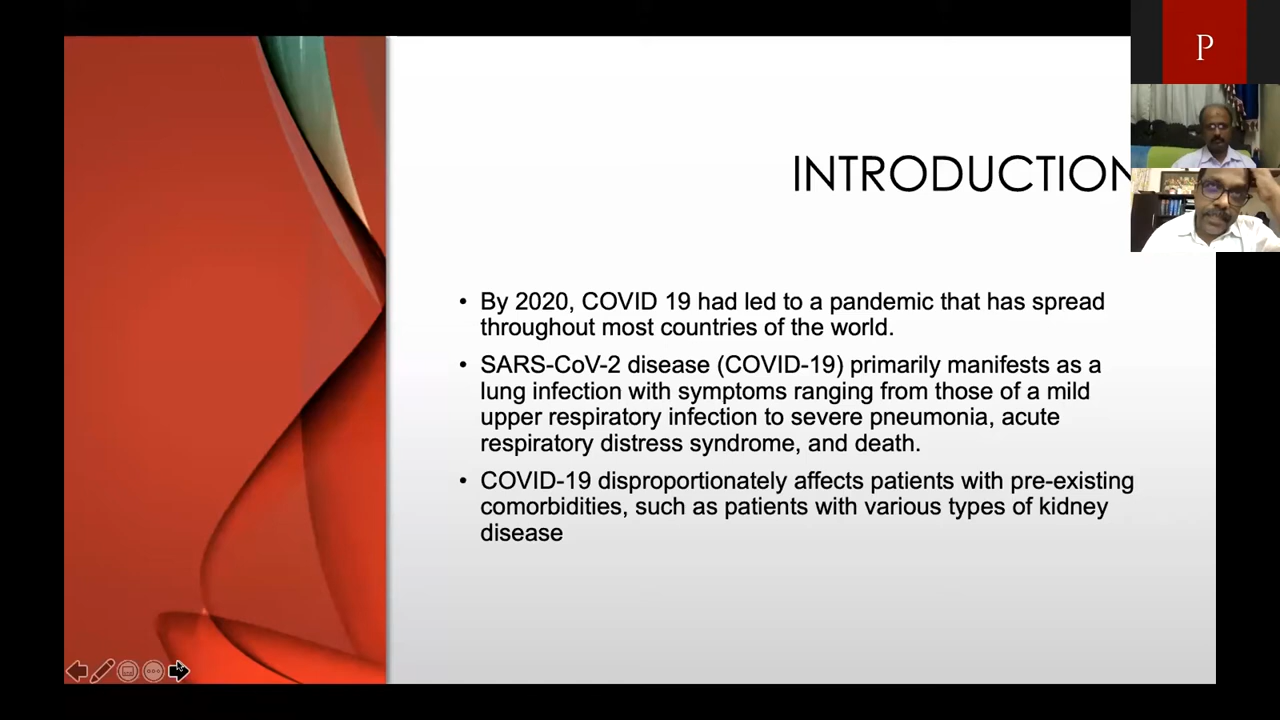 P
INTRODUCTION
• By 2020, COVID 19 had led to a pandemic that has spread
throughout most countries of the world.
• SARS-CoV-2 disease (COVID-19) primarily manifests as a
lung infection with symptoms ranging from those of a mild
upper respiratory infection to severe pneumonia, acute
respiratory distress syndrome, and death.
• COVID-19 disproportionately affects patients with pre-existing
comorbidities, such as patients with various types of kidney
disease